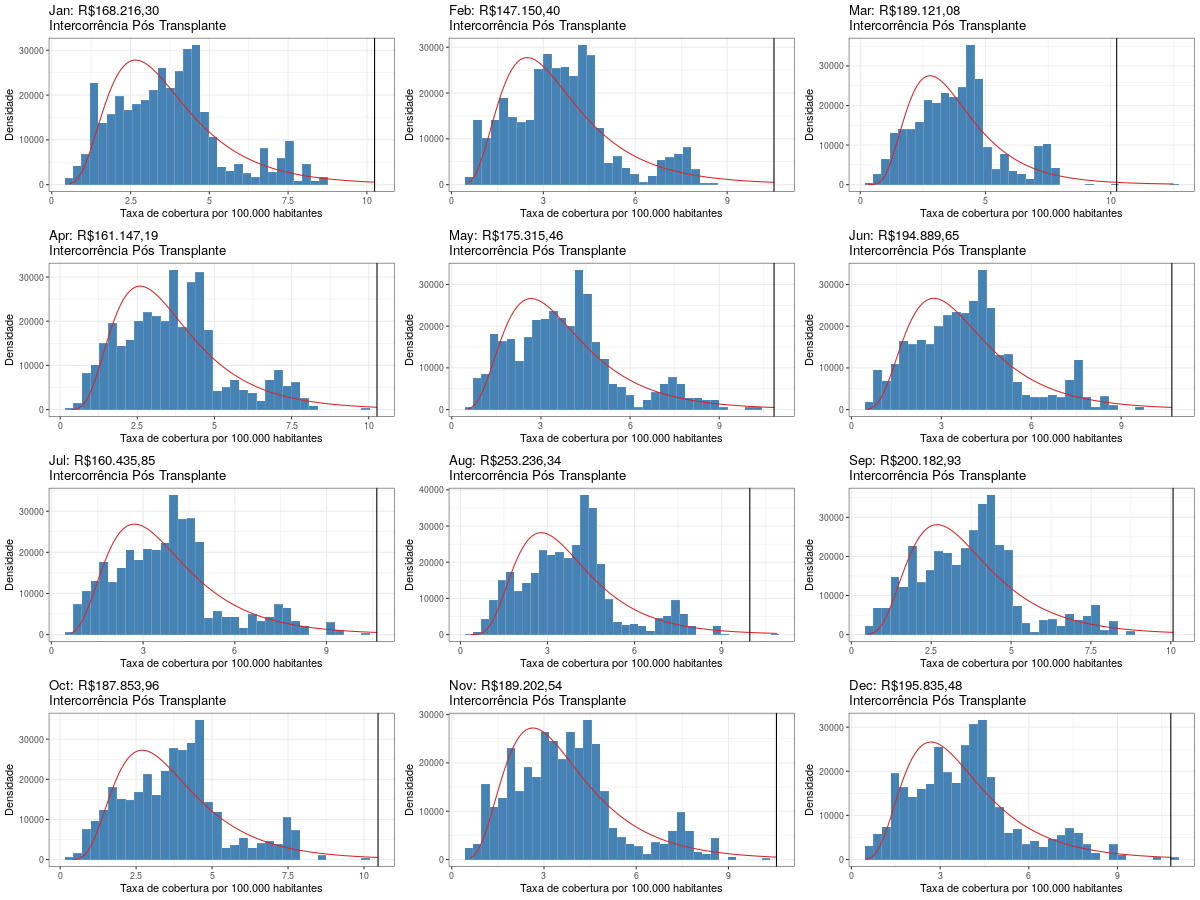 Jan: R$168.216,30
Intercorrência Pós Transplante
Densidade
30000
20000
10000
0
0 2.5 5 7.5 10
Taxa de cobertura por 100.000 habitantes
Feb: R$147.150,40
Intercorrência Pós Transplante
Densidade
30000
20000
10000
0
0 3 6 9
Taxa de cobertura por 100.000 habitantes
Mar: R$189.121,08
Intercorrência Pós Transplante
Densidade
30000
20000
10000
0
0 5 10
Taxa de cobertura por 100.000 habitantes
Apr: R$161.147,19
Intercorrência Pós Transplante
Densidade
30000
20000
10000
0
0 2.5 5 7.5 10
Taxa de cobertura por 100.000 habitantes
May: R$175.315,46
Intercorrência Pós Transplante
Densidade
30000
20000
10000
0
0 3 6 9
Taxa de cobertura por 100.000 habitantes
Jun: R$194.889,65
Intercorrência Pós Transplante
Densidade
30000
20000
10000
0
0 3 6 9
Taxa de cobertura por 100.000 habitantes
Jul: R$160.435,85
Intercorrência Pós Transplante
Densidade
30000
20000
10000
0
0 3 6 9
Taxa de cobertura por 100.000 habitantes
Aug: R$253.236,34
Intercorrência Pós Transplante
Densidade
40000
30000
20000
10000
0
0 3 6 9
Taxa de cobertura por 100.000 habitantes
Sep: R$200.182,93
Intercorrência Pós Transplante
Densidade
30000
20000
10000
0
0 2.5 5 7.5 10
Taxa de cobertura por 100.000 habitantes
Oct: R$187.853,96
Intercorrência Pós Transplante
Densidade
30000
20000
10000
0
0 2.5 5 7.5 10
Taxa de cobertura por 100.000 habitantes
Nov: R$189.202,54
Intercorrência Pós Transplante
Densidade
30000
20000
10000
0
0 3 6 9
Taxa de cobertura por 100.000 habitantes
Dec: R$195.835,48
Intercorrência Pós Transplante
Densidade
30000
20000
10000
0
0 3 6 9
Taxa de cobertura por 100.000 habitantes